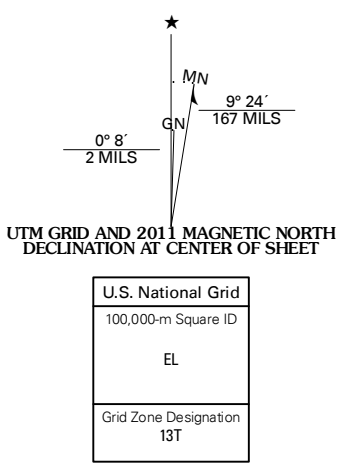 ★
MN
9° 24´
167 MILS
GN
0° 8´
2 MILS
UTM GRID AND 2011 MAGNETIC NORTH
DECLINATION AT CENTER OF SHEET
U.S. National Grid
100,000-m Square ID
EL
Grid Zone Designation
13T